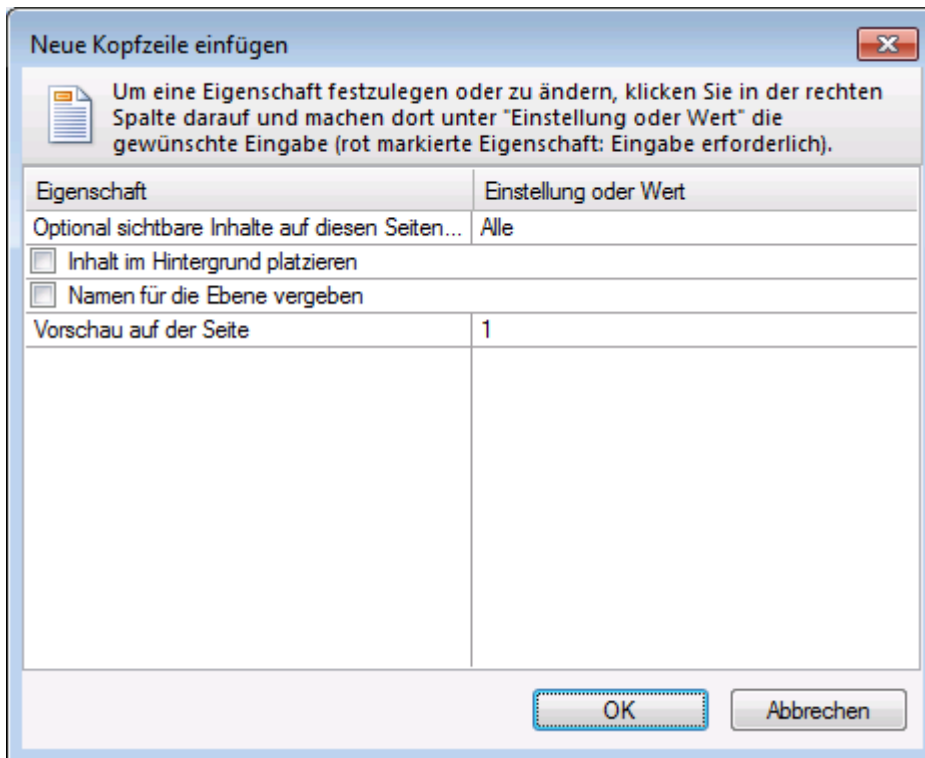 Neue Kopfzeile einfügen
Um eine Eigenschaft festzulegen oder zu ändern, klicken Sie in der rechten
Spalte darauf und machen dort unter "Einstellung oder Wert" die
gewünschte Eingabe (rot markierte Eigenschaft: Eingabe erforderlich).
Eigenschaft Einstellung oder Wert
Optional sichtbare Inhalte auf diesen Seiten... Alle
Inhalt im Hintergrund platzieren
Namen für die Ebene vergeben
Vorschau auf der Seite 1
OK Abbrechen